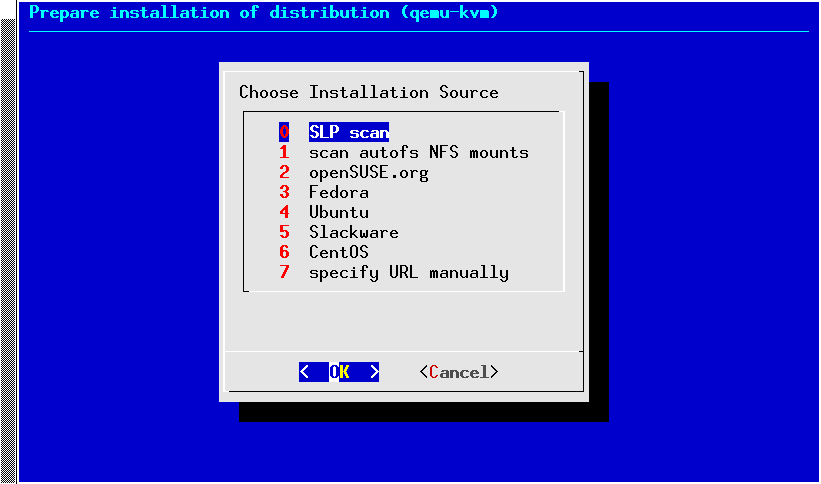 Prepare installation of distribution (qemu-kvm)
Choose Installation Source
0 SLP scan
1 scan autofs NFS mounts
2 openSUSE.org
3 Fedora
4 Ubuntu
5 Slackware
6 CentOS
7 specify URL manually
< OK > <Cancel>